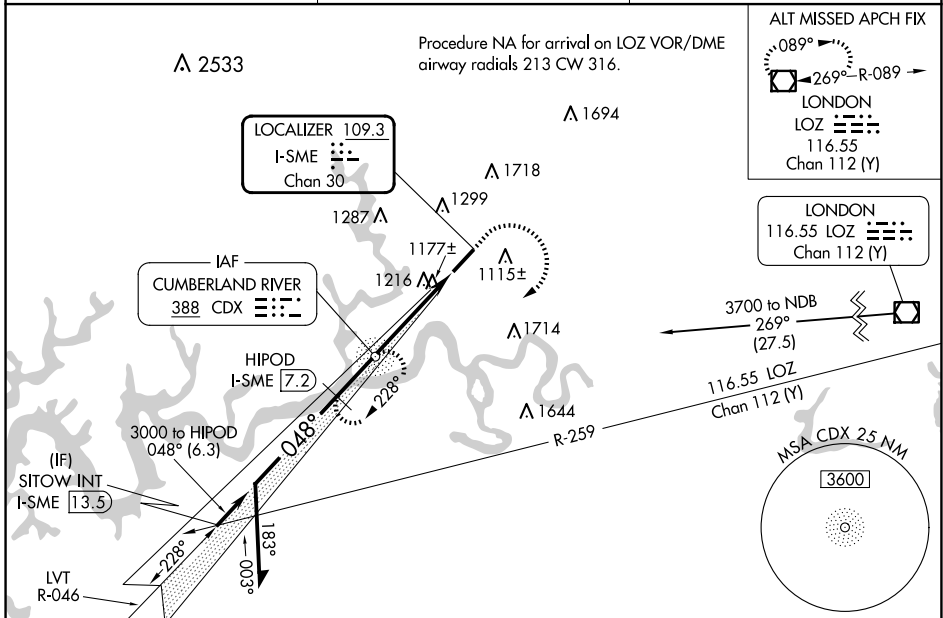 ALT MISSED APCH FIX
089°
269°
R-089
LONDON
LOZ
116.55
Chan 112 (Y)
Procedure NA for arrival on LOZ VOR/DME
airway radials 213 CW 316.
2533
1694
LOCALIZER 109.3
I-SME
Chan 30
1718
1299
1287
LONDON
116.55 LOZ
Chan 112 (Y)
1177±
1216
1115±
IAF
CUMBERLAND RIVER
388 CDX
3700 to NDB
269°
(27.5)
1714
HIPOD
I-SME 7.2
228°
116.55 LOZ
Chan 112 (Y)
1644
R-259
048°
3000 to HIPOD
048° (6.3)
(IF)
SITOW INT
I-SME 13.5
MSA CDX 25 NM
3600
183°
003°
228°
LVT
R-046